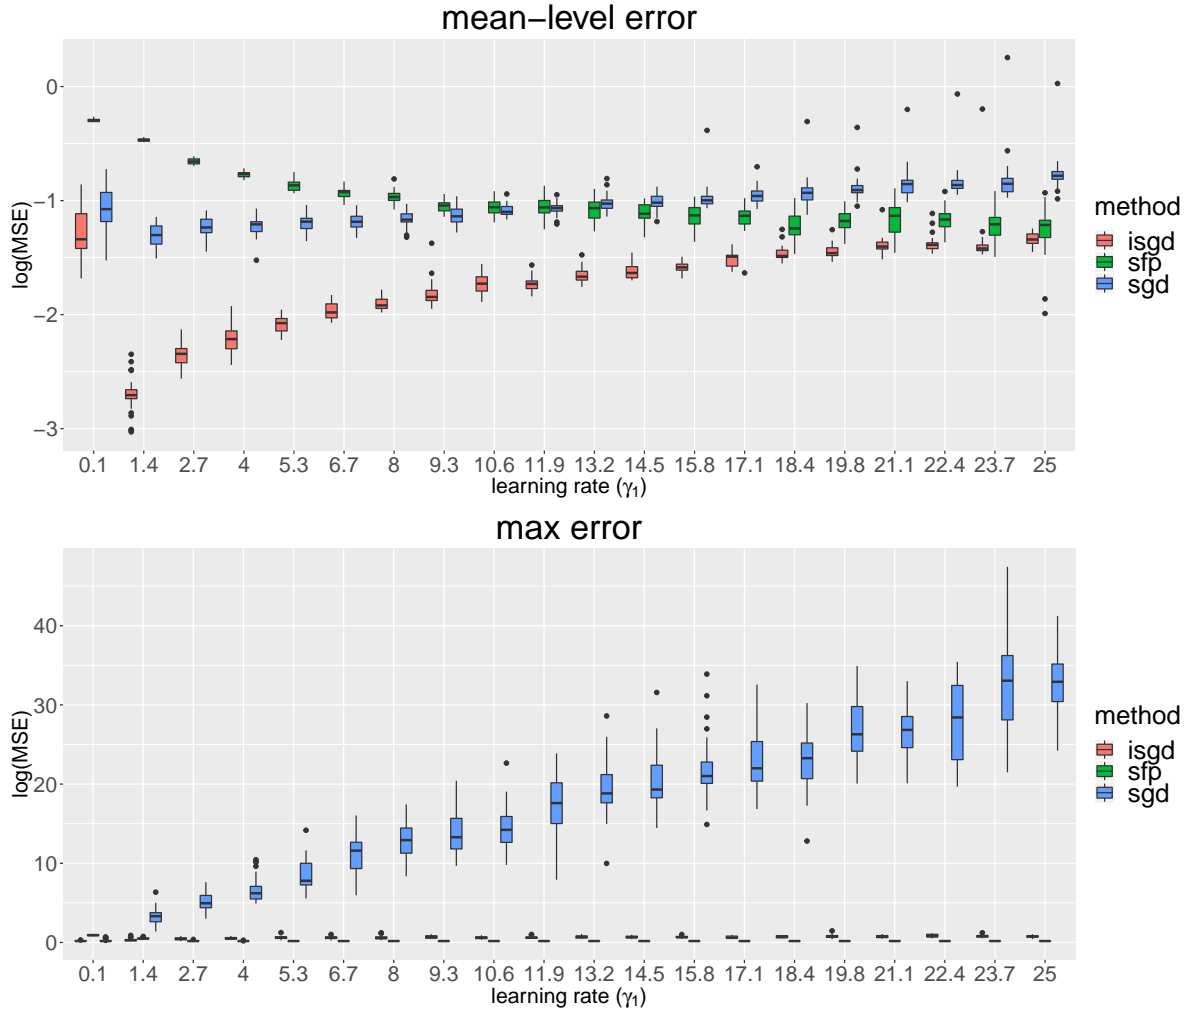 mean−level error
0
−1
−2
−3
log(MSE)
0.1 1.4 2.7 4 5.3 6.7 8 9.3 10.6 11.9 13.2 14.5 15.8 17.1 18.4 19.8 21.1 22.4 23.7 25
learning rate (γ1)
method
isgd
sfp
sgd
max error
40
30
20
10
0
log(MSE)
0.1 1.4 2.7 4 5.3 6.7 8 9.3 10.6 11.9 13.2 14.5 15.8 17.1 18.4 19.8 21.1 22.4 23.7 25
learning rate (γ1)
method
isgd
sfp
sgd